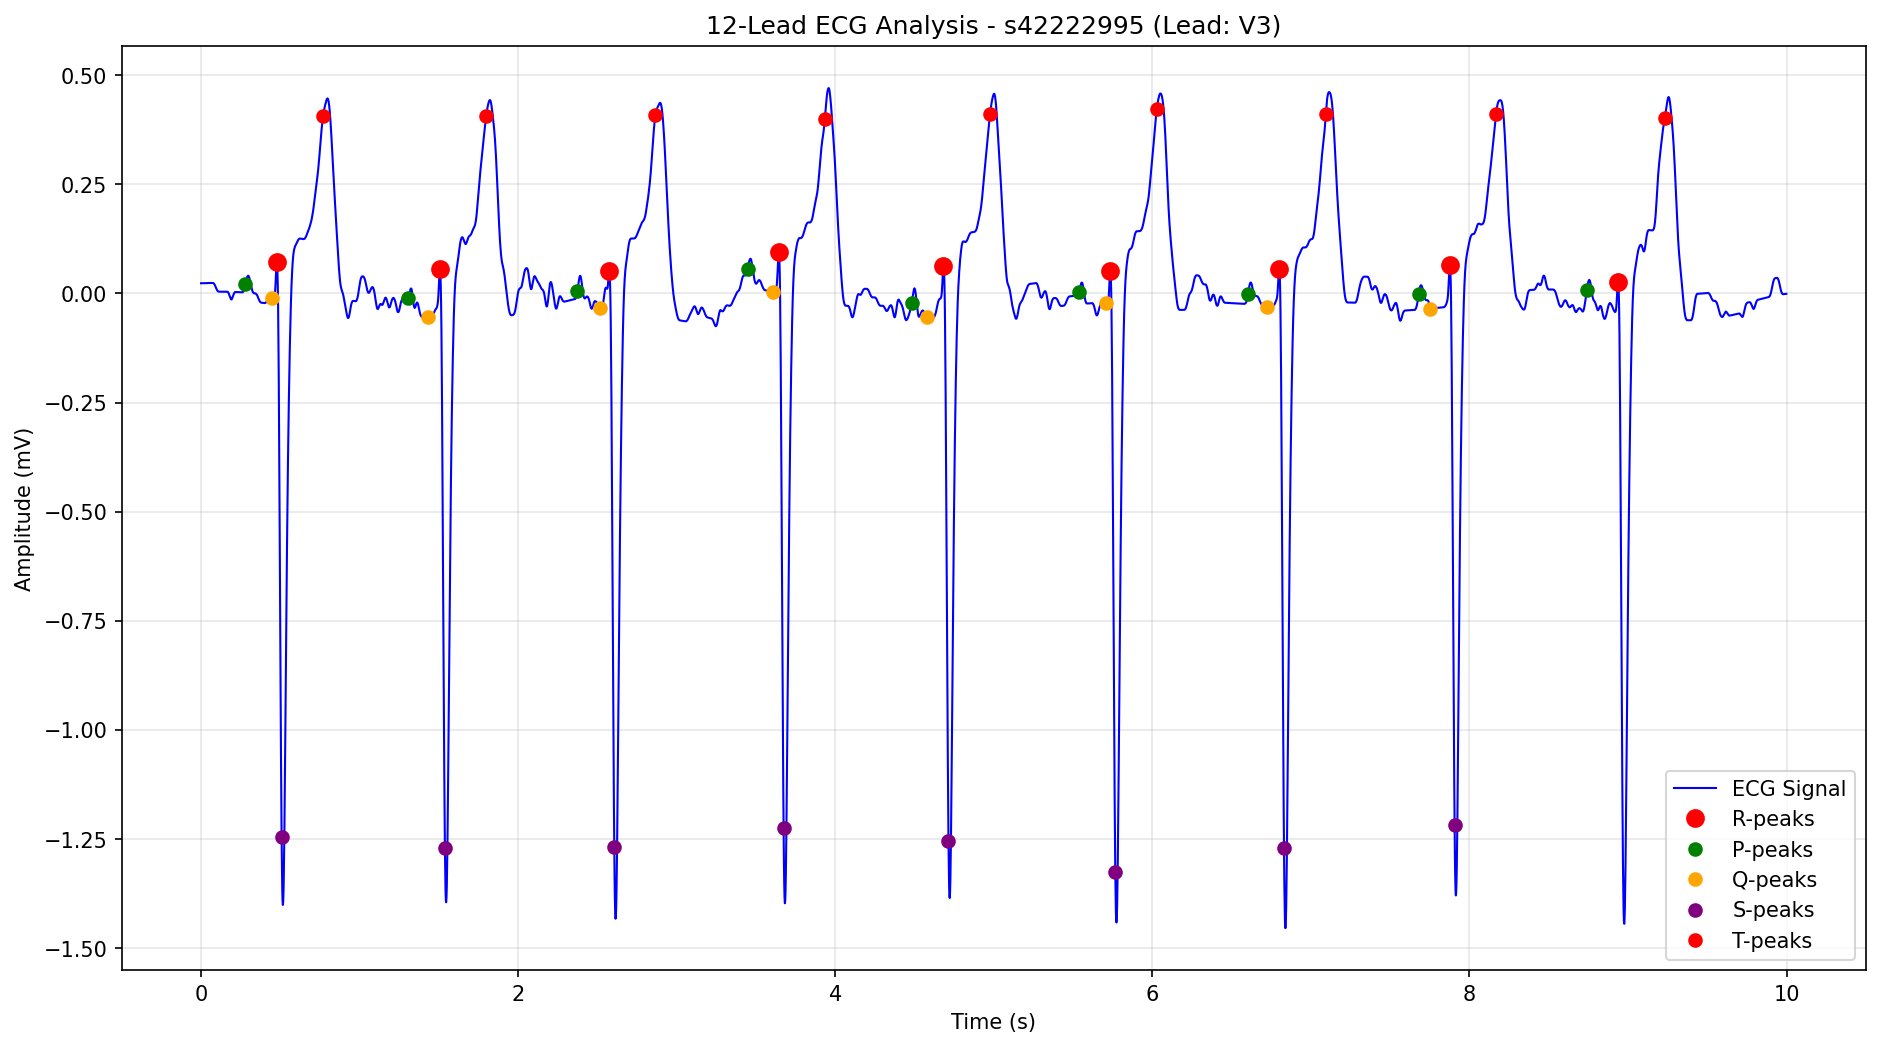 12-Lead ECG Analysis - s42222995 (Lead: V3)
Amplitude (mV)
0.50
0.25
0.00
−0.25
−0.50
−0.75
−1.00
−1.25
−1.50
ECG Signal
R-peaks
P-peaks
Q-peaks
S-peaks
T-peaks
0 2 4 6 8 10
Time (s)